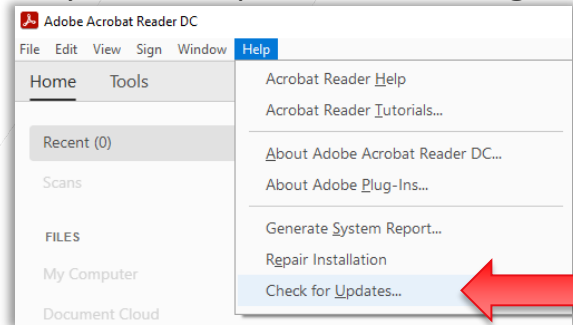 Adobe Acrobat Reader DC
File Edit View Sign Window Help
Home Tools
Acrobat Reader Help
Acrobat Reader Tutorials...
Recent (0)
About Adobe Acrobat Reader DC...
Scans
About Adobe Plug-Ins...
FILES
Generate System Report...
Repair Installation
My Computer
Check for Updates...
Document Cloud